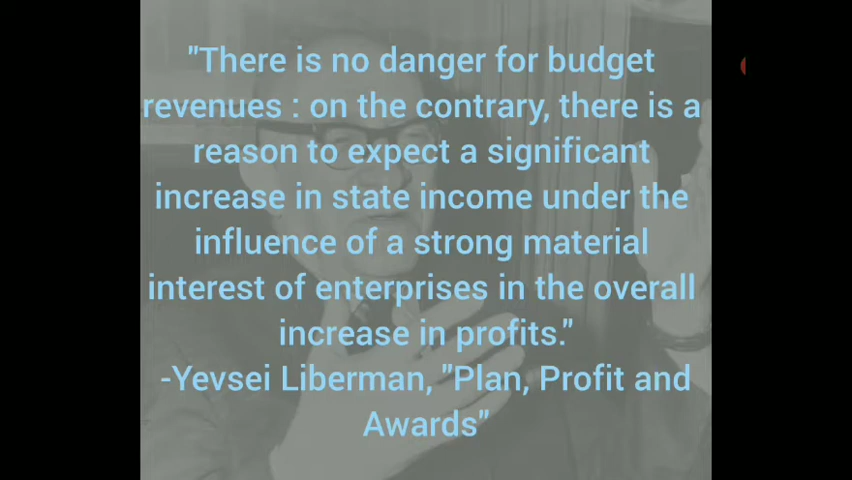 "There is no danger for budget
revenues : on the contrary, there is a
reason to expect a significant
increase in state income under the
influence of a strong material
interest of enterprises in the overall
increase in profits."
-Yevsei Liberman, "Plan, Profit and
Awards"